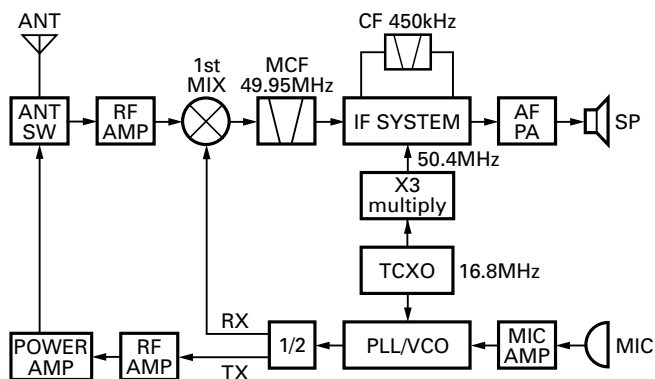 ANT
CF 450kHz
1st
MIX
MCF
49.95MHz
ANT
SW
RF
AMP
IF SYSTEM
AF
PA
SP
50.4MHz
X3
multiply
TCXO
16.8MHz
RX
TX
POWER
AMP
RF
AMP
1/2
PLL/VCO
MIC
AMP
MIC